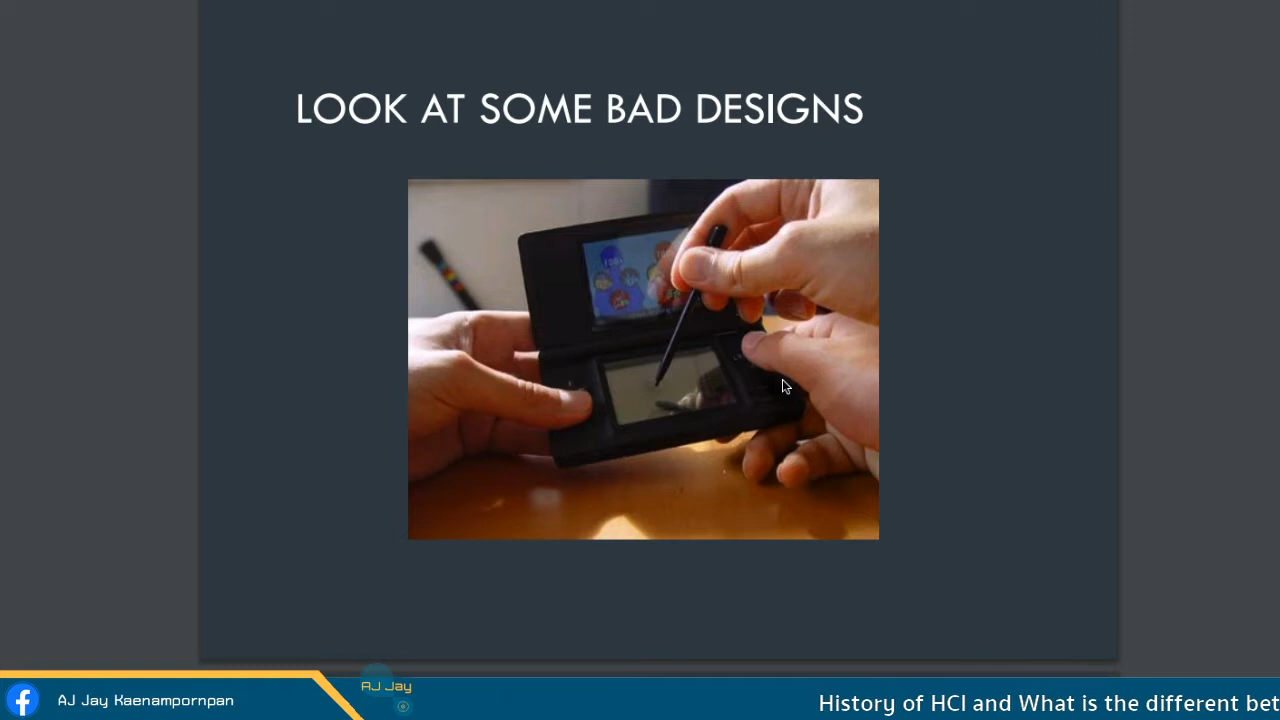 LOOK AT SOME BAD DESIGNS
AJ Jay Kaenampornpan
AJ Jay
History of HCI and What is the different bet